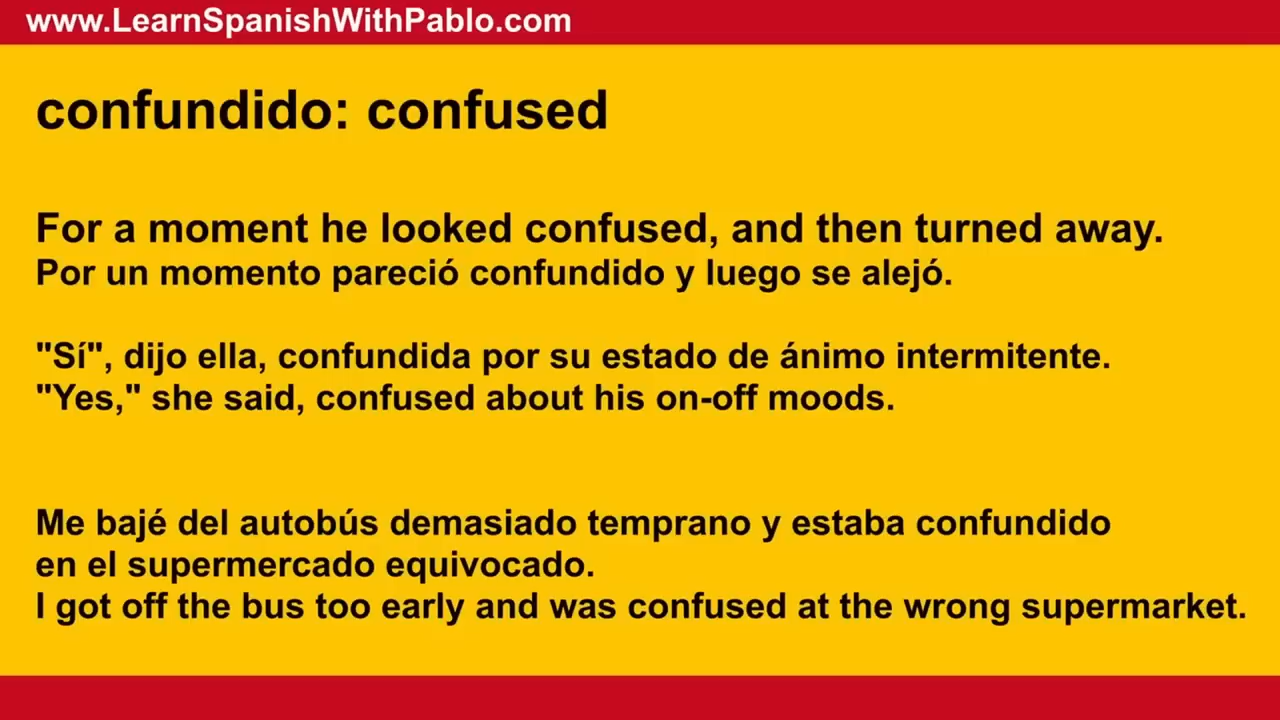 www.LearnSpanishWithPablo.com
confundido: confused
For a moment he looked confused, and then turned away.
Por un momento pareció confundido y luego se alejó.
"Sí", dijo ella, confundida por su estado de ánimo intermitente.
"Yes," she said, confused about his on-off moods.
Me bajé del autobús demasiado temprano y estaba confundido
en el supermercado equivocado.
I got off the bus too early and was confused at the wrong supermarket.